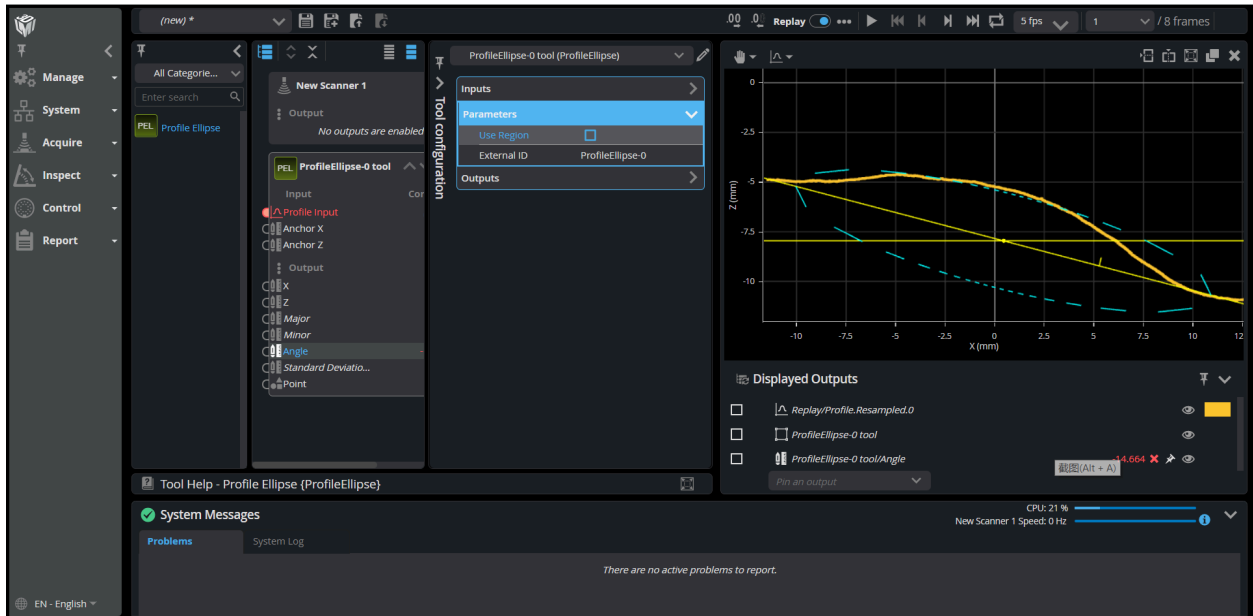 (new) *
.00
.0
Replay
5 fps
1
/ 8 frames
Manage
System
Acquire
Inspect
Control
Report
EN - English
All Categorie...
Enter search
PEL
Profile Ellipse
New Scanner 1
Output
No outputs are enabled
PEL
ProfileEllipse-0 tool
Input
Cor
Profile Input
Anchor X
Anchor Z
Output
X
Z
Major
Minor
Angle
Standard Deviatio...
Point
Tool configuration
ProfileEllipse-0 tool (ProfileEllipse)
Inputs
Parameters
Use Region
External ID
ProfileEllipse-0
Outputs
0
-2.5
-5
-7.5
-10
Z (mm)
-10
-7.5
-5
-2.5
0
2.5
5
7.5
10
12
X (mm)
Displayed Outputs
Replay/Profile.Resampled.0
ProfileEllipse-0 tool
ProfileEllipse-0 tool/Angle
-14.664
截图(Alt + A)
Pin an output
Tool Help - Profile Ellipse {ProfileEllipse}
System Messages
CPU: 21 %
New Scanner 1 Speed: 0 Hz
Problems
System Log
There are no active problems to report.